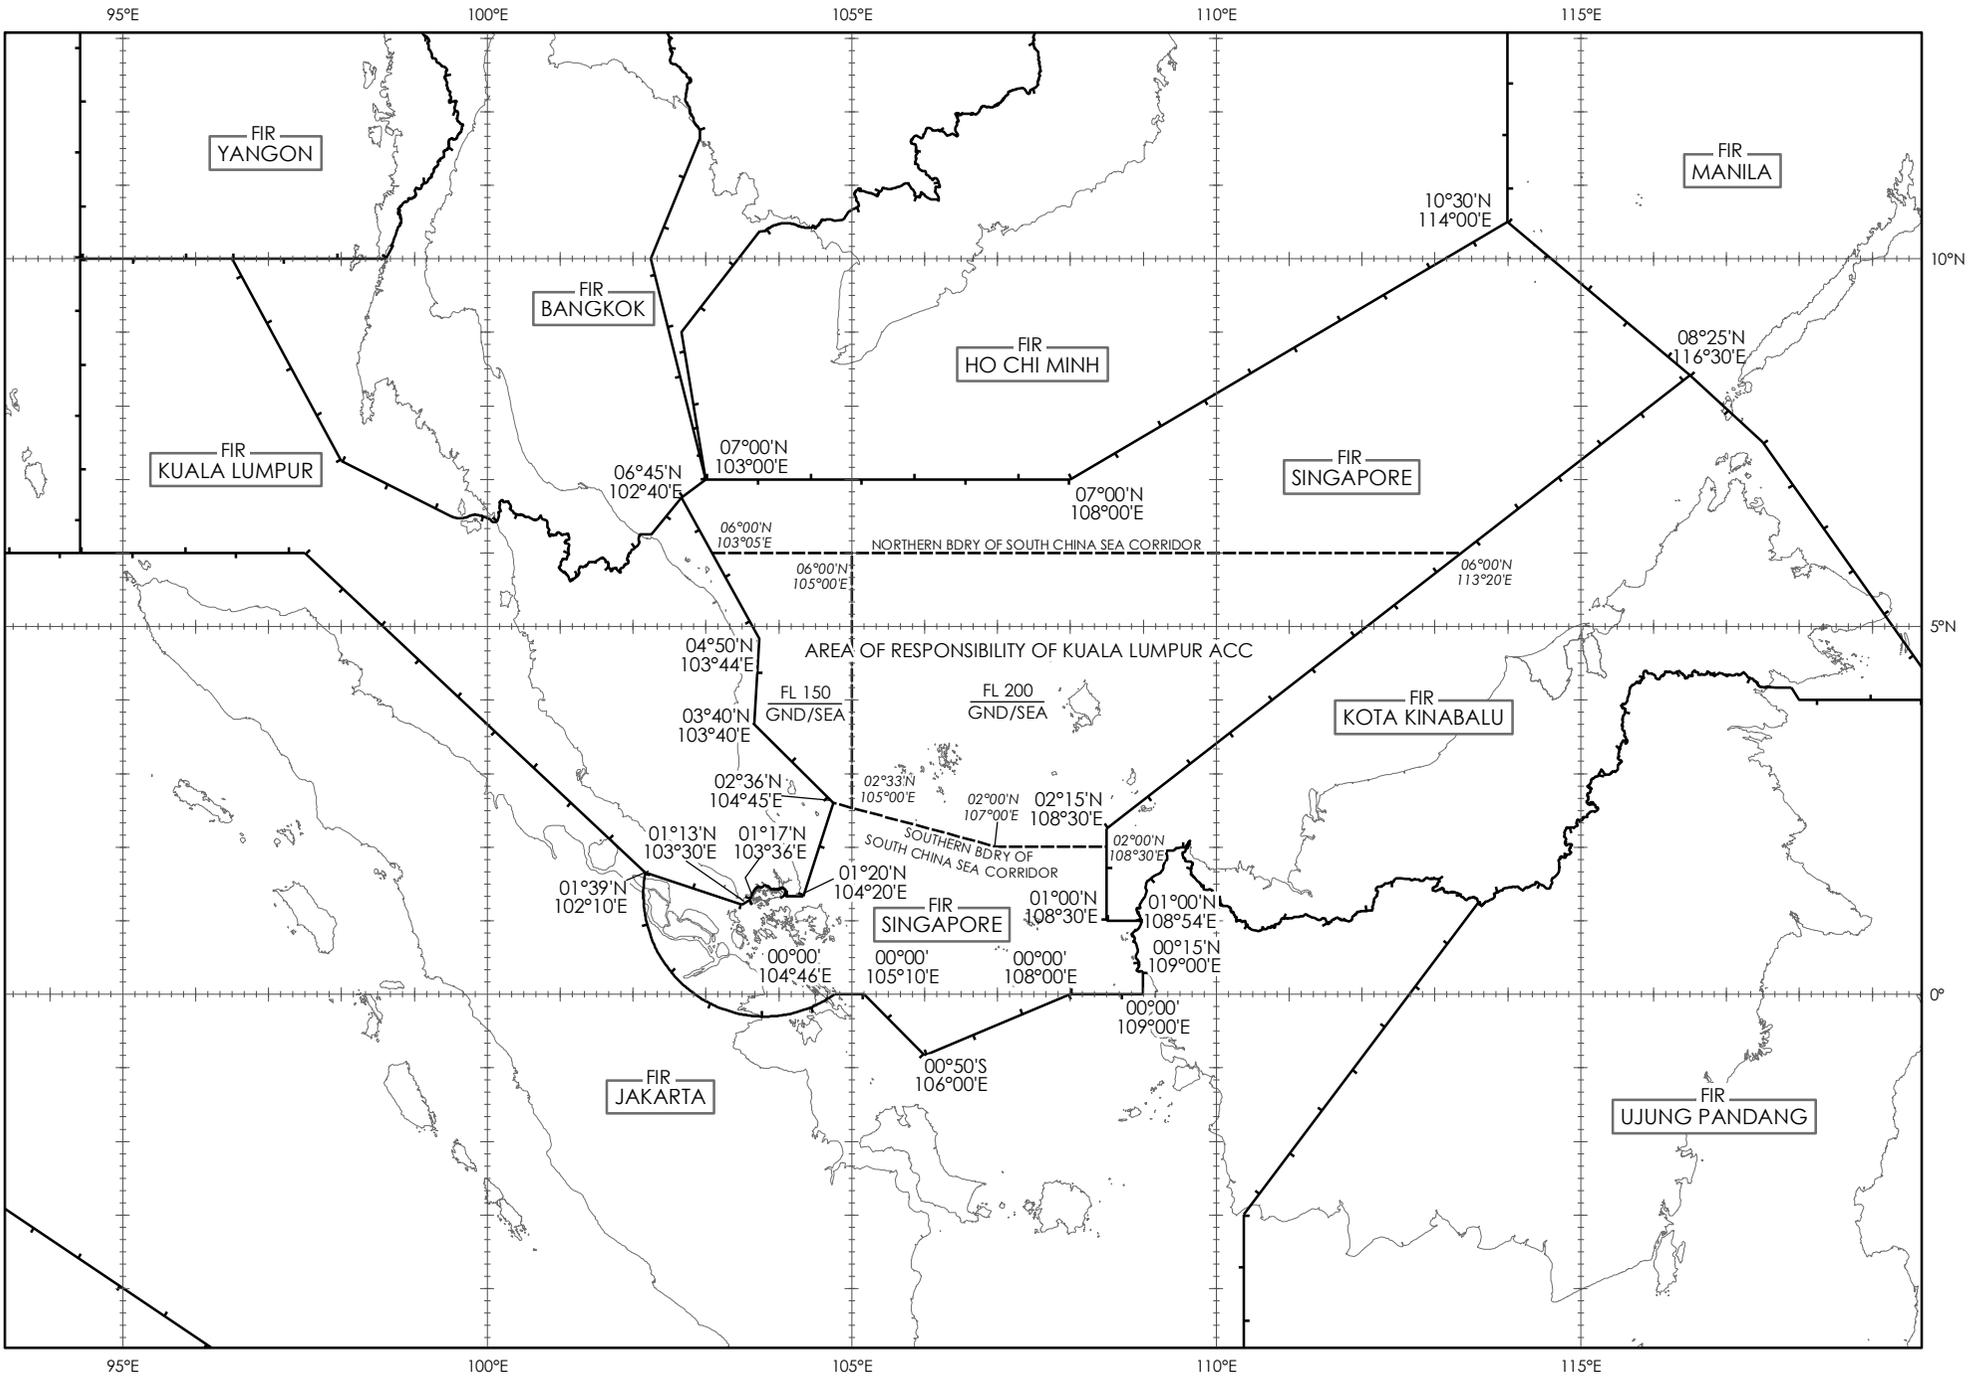 95°E
100°E
105°E
110°E
115°E
FIR
YANGON
FIR
MANILA
10°30'N
114°00'E
10°N
FIR
BANGKOK
FIR
HO CHI MINH
08°25'N
116°30'E
FIR
KUALA LUMPUR
07°00'N
103°00'E
FIR
SINGAPORE
06°45'N
102°40'E
07°00'N
108°00'E
06°00'N
103°05'E
NORTHERN BDRY OF SOUTH CHINA SEA CORRIDOR
06°00'N
105°00'E
06°00'N
113°20'E
5°N
04°50'N
103°44'E
AREA OF RESPONSIBILITY OF KUALA LUMPUR ACC
FL 150
GND/SEA
FL 200
GND/SEA
FIR
KOTA KINABALU
03°40'N
103°40'E
02°36'N
104°45'E
02°33'N
105°00'E
02°00'N
107°00'E
02°15'N
108°30'E
01°13'N
103°30'E
01°17'N
103°36'E
SOUTHERN BDRY OF
SOUTH CHINA SEA CORRIDOR
02°00'N
108°30'E
01°39'N
102°10'E
01°20'N
104°20'E
FIR
SINGAPORE
01°00'N
108°30'E
01°00'N
108°54'E
00°00'
104°46'E
00°00'
105°10'E
00°00'
108°00'E
00°15'N
109°00'E
0°
00°00'
109°00'E
00°50'S
106°00'E
FIR
JAKARTA
FIR
UJUNG PANDANG
95°E
100°E
105°E
110°E
115°E